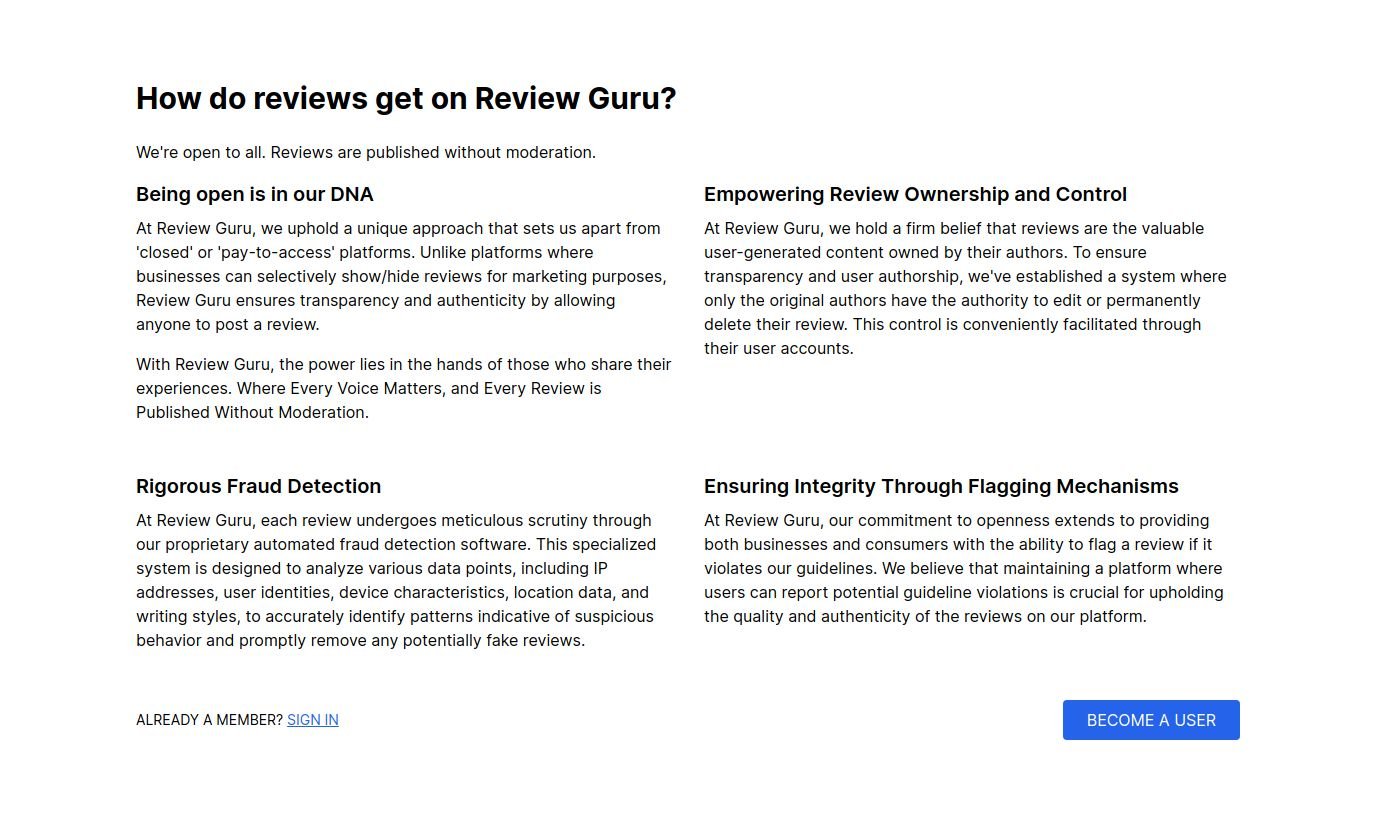 How do reviews get on Review Guru?
We're open to all. Reviews are published without moderation.
Being open is in our DNA
At Review Guru, we uphold a unique approach that sets us apart from
'closed' or 'pay-to-access' platforms. Unlike platforms where
businesses can selectively show/hide reviews for marketing purposes,
Review Guru ensures transparency and authenticity by allowing
anyone to post a review.
With Review Guru, the power lies in the hands of those who share their
experiences. Where Every Voice Matters, and Every Review is
Published Without Moderation.
Empowering Review Ownership and Control
At Review Guru, we hold a firm belief that reviews are the valuable
user-generated content owned by their authors. To ensure
transparency and user authorship, we've established a system where
only the original authors have the authority to edit or permanently
delete their review. This control is conveniently facilitated through
their user accounts.
Rigorous Fraud Detection
At Review Guru, each review undergoes meticulous scrutiny through
our proprietary automated fraud detection software. This specialized
system is designed to analyze various data points, including IP
addresses, user identities, device characteristics, location data, and
writing styles, to accurately identify patterns indicative of suspicious
behavior and promptly remove any potentially fake reviews.
Ensuring Integrity Through Flagging Mechanisms
At Review Guru, our commitment to openness extends to providing
both businesses and consumers with the ability to flag a review if it
violates our guidelines. We believe that maintaining a platform where
users can report potential guideline violations is crucial for upholding
the quality and authenticity of the reviews on our platform.
ALREADY A MEMBER? SIGN IN
BECOME A USER